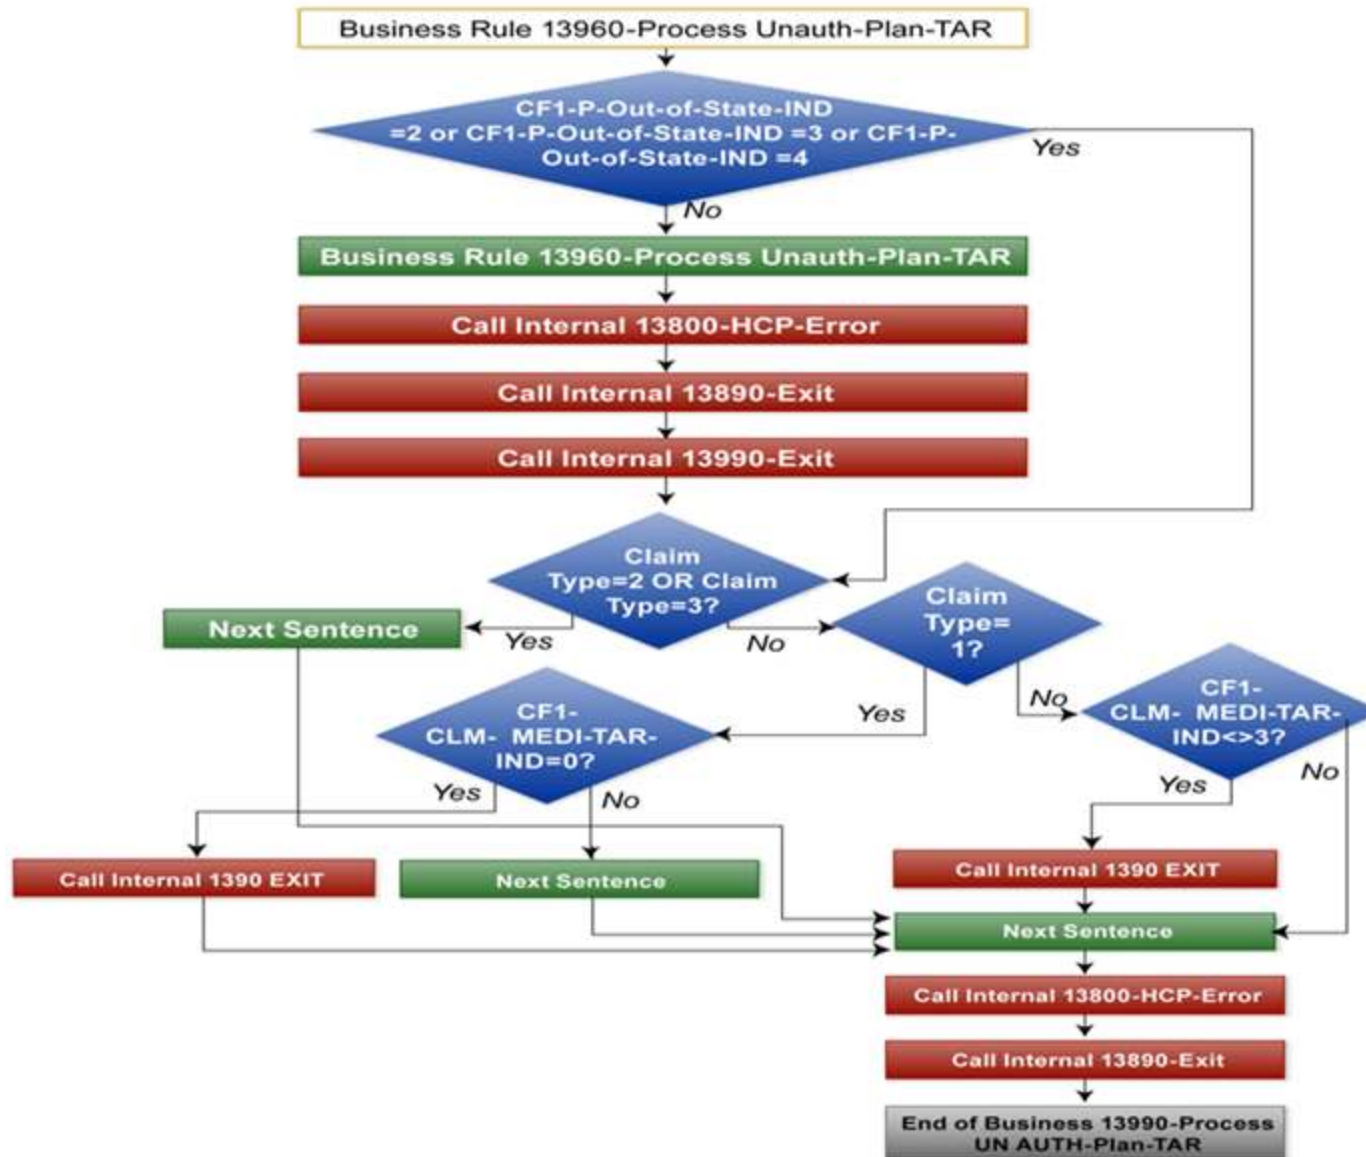 Business Rule 13960-Process Unauth-Plan-TAR
CF1-P-Out-of-State-IND
=2 or CF1-P-Out-of-State-IND =3 or CF1-P-
Out-of-State-IND =4
Yes
No
Business Rule 13960-Process Unauth-Plan-TAR
Call Internal 13800-HCP-Error
Call Internal 13890-Exit
Call Internal 13990-Exit
Claim
Type=2 OR Claim
Type=3?
Yes
No
Next Sentence
Claim
Type=
1?
Yes
No
CF1-
CLM- MEDI-TAR-
IND=0?
Yes
No
CF1-
CLM- MEDI-TAR-
IND<>3?
Yes
No
Call Internal 1390 EXIT
Next Sentence
Call Internal 1390 EXIT
Next Sentence
Call Internal 13800-HCP-Error
Call Internal 13890-Exit
End of Business 13990-Process
UN AUTH-Plan-TAR